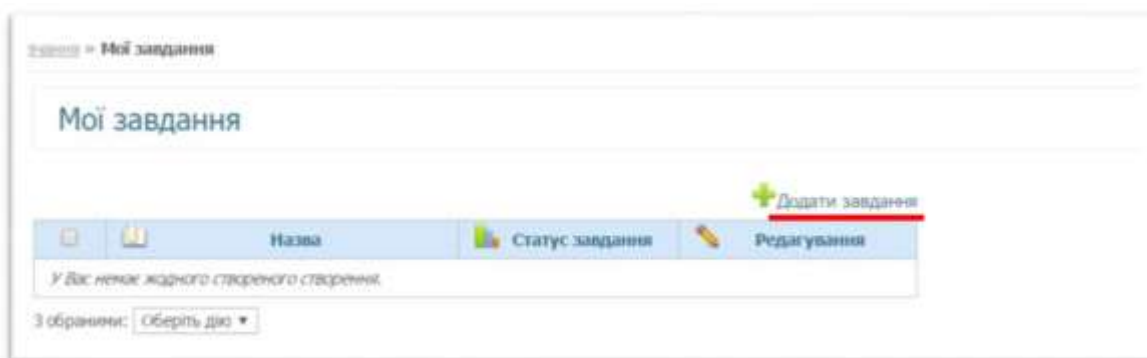 » Мої завдання
Мої завдання
Додати завдання
Назва Статус завдання Редагування
У Вас немає жодного створеного створення.
З обраними: Оберіть дію